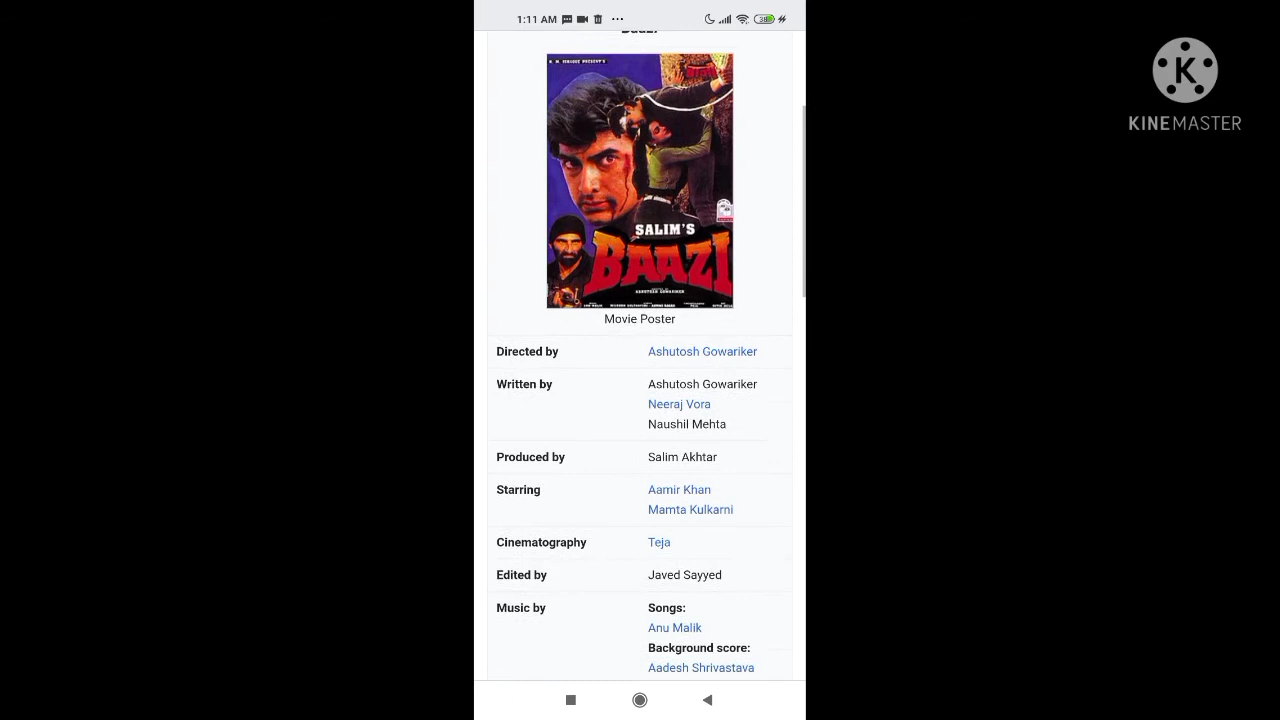 1:11 AM
38
K
KINEMASTER
SALIM'S
BAAZI
Movie Poster
Directed by
Ashutosh Gowariker
Written by
Ashutosh Gowariker
Neeraj Vora
Naushil Mehta
Produced by
Salim Akhtar
Starring
Aamir Khan
Mamta Kulkarni
Cinematography
Teja
Edited by
Javed Sayyed
Music by
Songs:
Anu Malik
Background score:
Aadesh Shrivastava